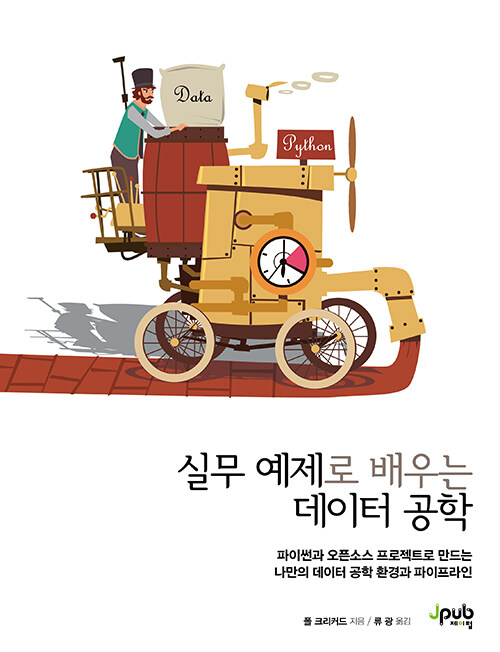 Data
Python
실무 예제로 배우는
데이터 공학
파이썬과 오픈소스 프로젝트로 만드는
나만의 데이터 공학 환경과 파이프라인
폴 크리커드 지음 / 류 광 옮김
Jpub
제이펍